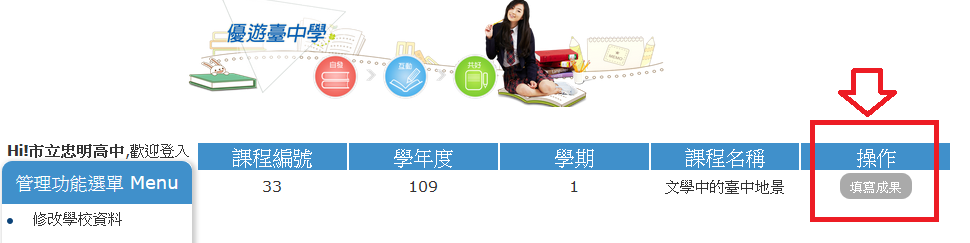 優遊臺中學
自發
互動
共好
Hi!市立忠明高中,歡迎登入
管理功能選單 Menu
修改學校資料
課程編號 學年度 學期 課程名稱 操作
33 109 1 文學中的臺中地景 填寫成果